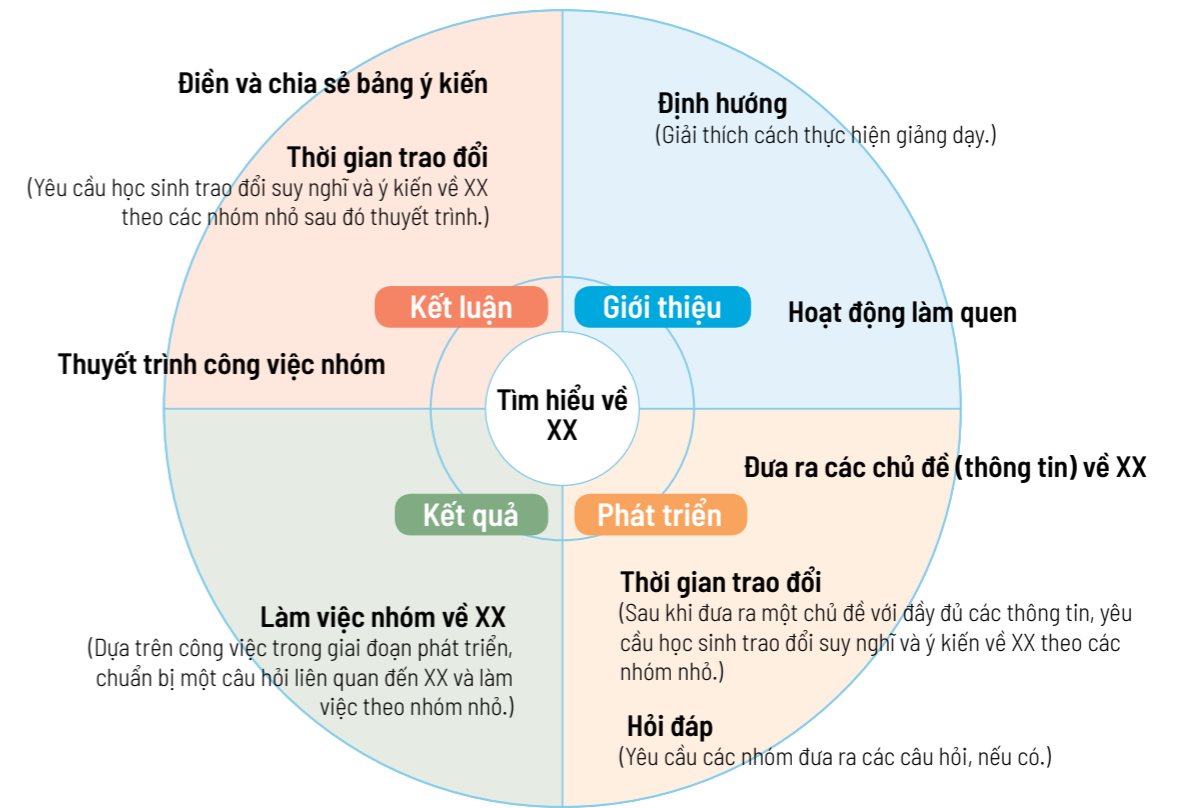 Điền và chia sẻ bảng ý kiến
Thời gian trao đổi
(Yêu cầu học sinh trao đổi suy nghĩ và ý kiến về XX
theo các nhóm nhỏ sau đó thuyết trình.)
Kết luận
Thuyết trình công việc nhóm
Định hướng
(Giải thích cách thực hiện giảng dạy.)
Giới thiệu
Hoạt động làm quen
Tìm hiểu về
XX
Đưa ra các chủ đề (thông tin) về XX
Phát triển
Thời gian trao đổi
(Sau khi đưa ra một chủ đề với đầy đủ các thông tin, yêu
cầu học sinh trao đổi suy nghĩ và ý kiến về XX theo các
nhóm nhỏ.)
Hỏi đáp
(Yêu cầu các nhóm đưa ra các câu hỏi, nếu có.)
Kết quả
Làm việc nhóm về XX
(Dựa trên công việc trong giai đoạn phát triển,
chuẩn bị một câu hỏi liên quan đến XX và làm
việc theo nhóm nhỏ.)